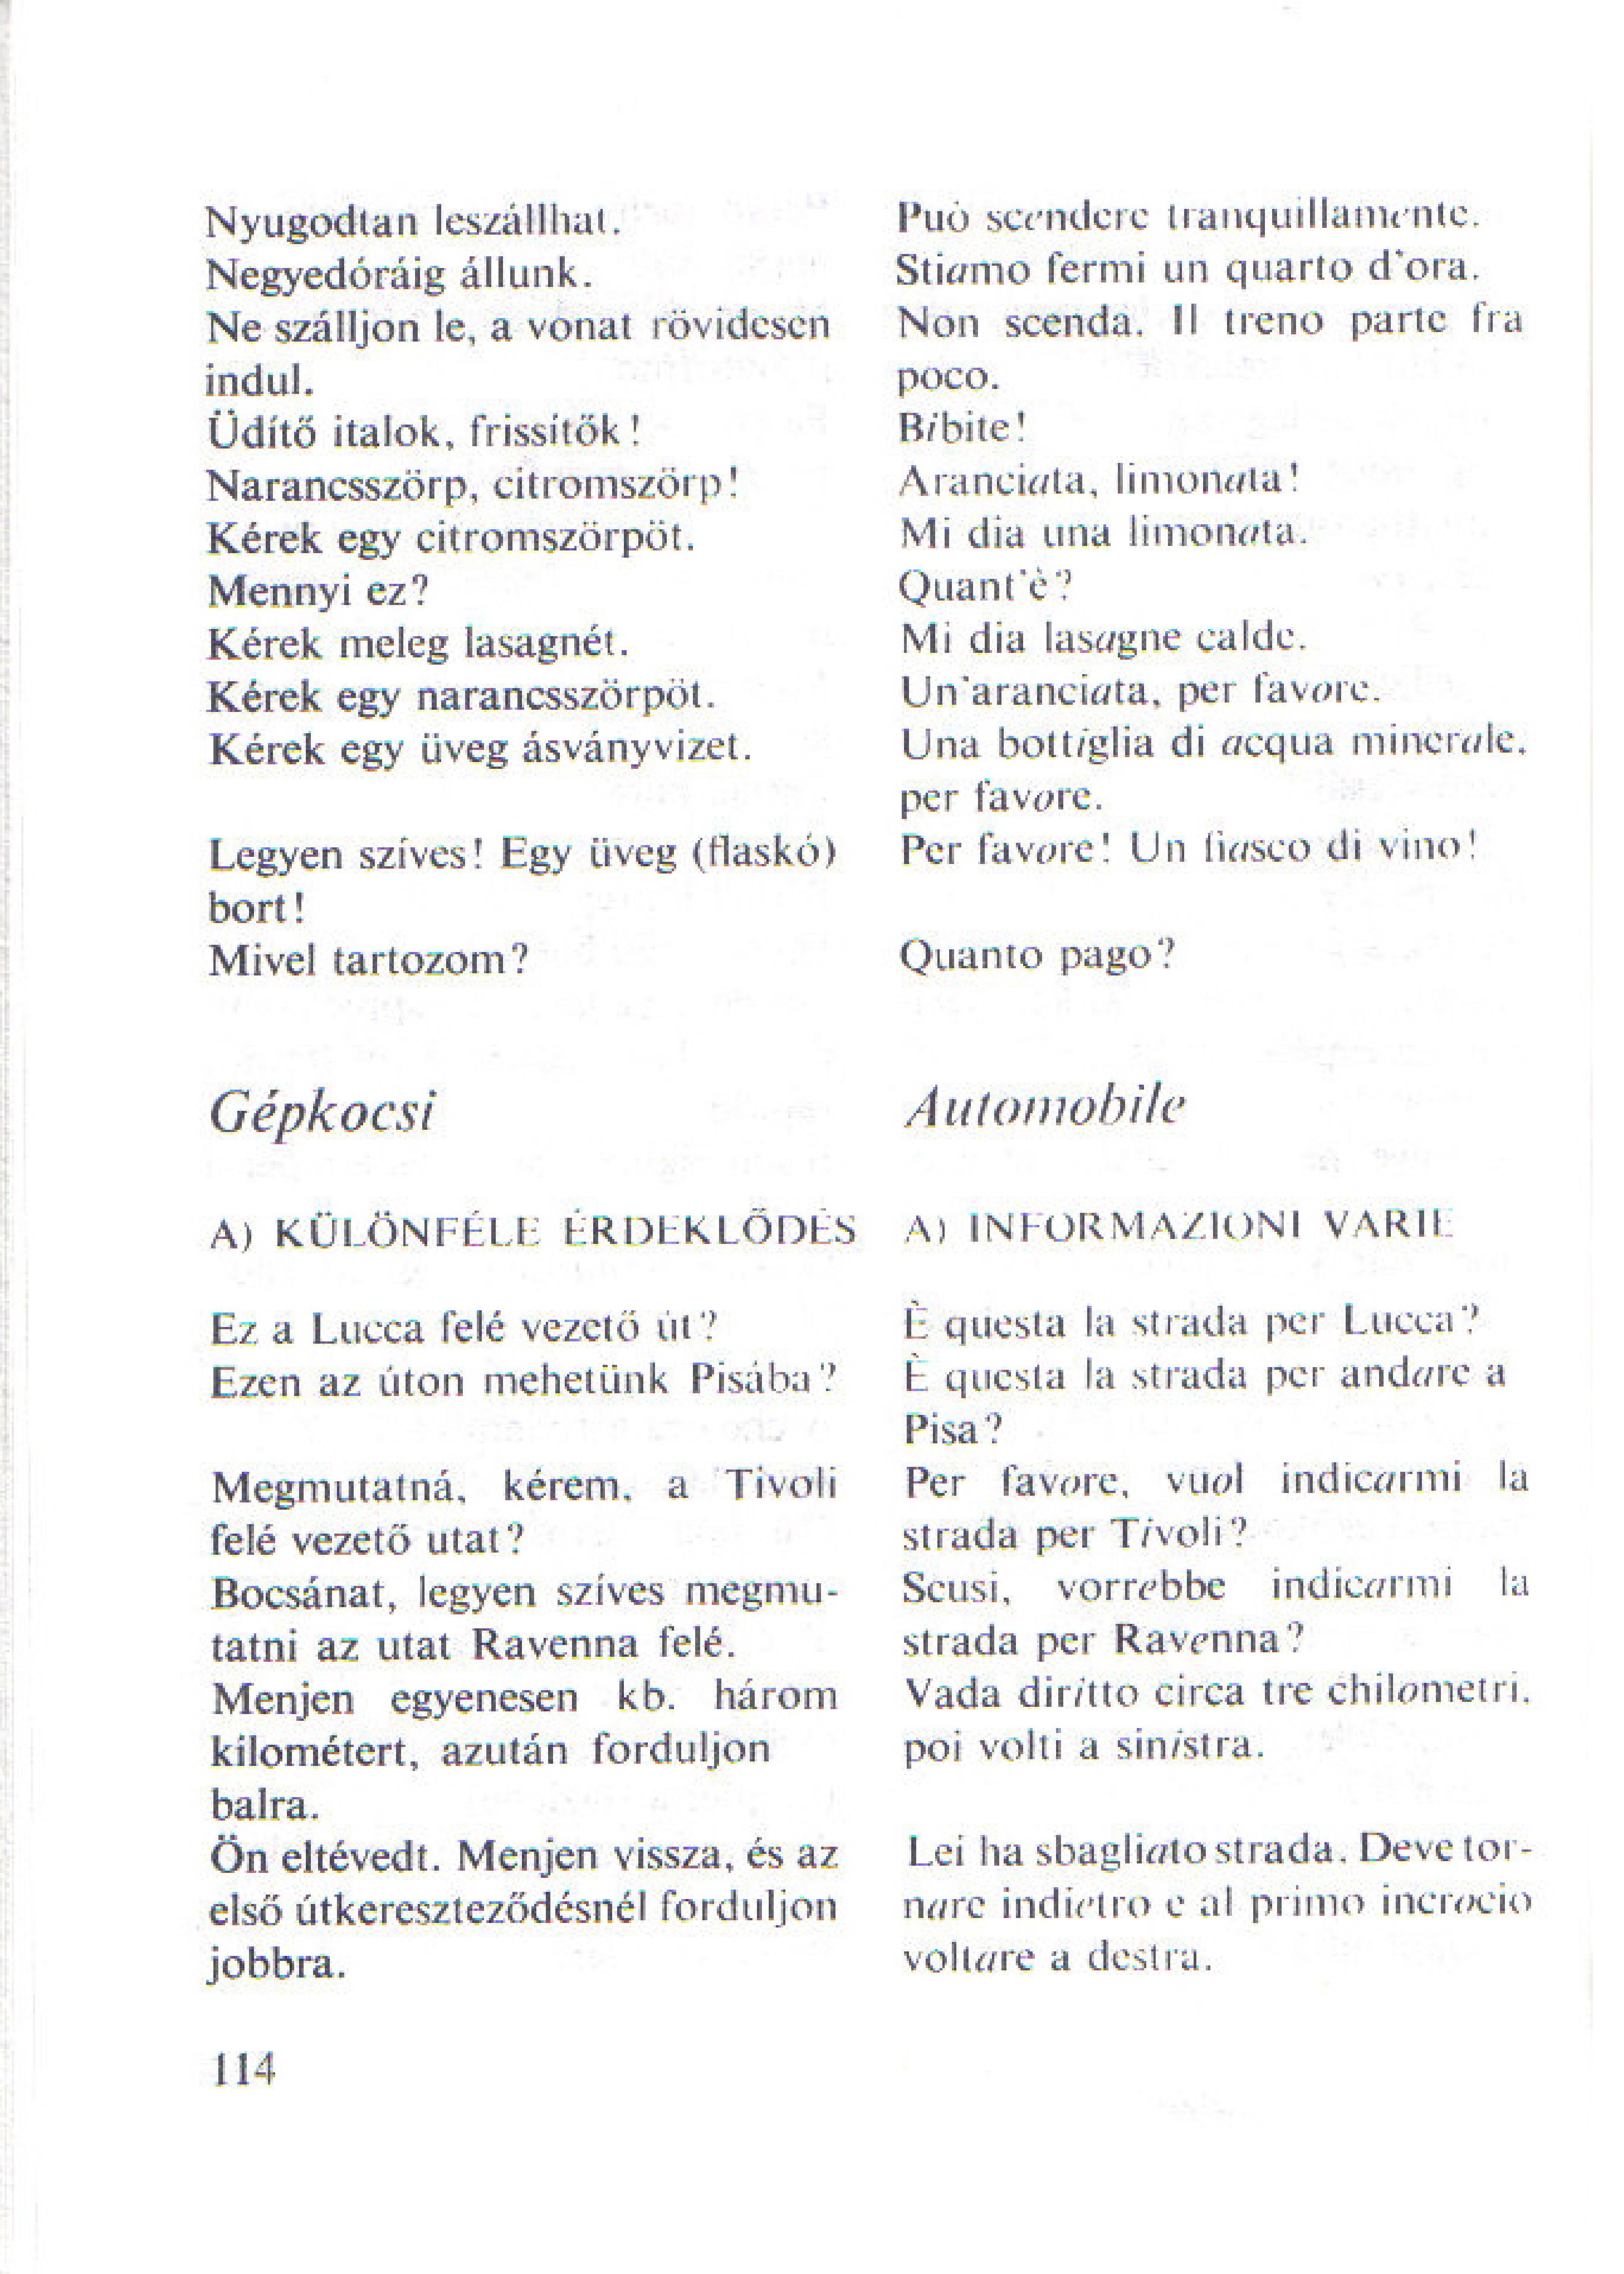 Nyugodtan leszállhat.
Negyedóráig állunk.
Ne szálljon le, a vonat rövidesen
indul.
Üdítő italok, frissítők!
Narancsszörp, citromszörp!
Kérek egy citromszörpöt.
Mennyi ez?
Kérek meleg lasagnét.
Kérek egy narancsszörpöt.
Kérek egy üveg ásványvizet.
Legyen szíves! Egy üveg (flaskó)
bort!
Mivel tartozom?
Può scendere tranquillamente.
Stiamo fermi un quarto d'ora.
Non scenda. Il treno parte fra
poco.
Bibite!
Aranciata, limonata!
Mi dia una limonata.
Quant'è?
Mi dia lasagne calde.
Un'aranciata, per favore.
Una bottiglia di acqua minerale,
per favore.
Per favore! Un fiasco di vino!
Quanto pago?
Gépkocsi
Automobile
A) KÜLÖNFÉLE ÉRDEKLŐDÉS
Ez a Lucca felé vezető út?
Ezen az úton mehetünk Pisába?
Megmutatná, kérem, a Tivoli
felé vezető utat?
Bocsánat, legyen szíves megmu-
tatni az utat Ravenna felé.
Menjen egyenesen kb. három
kilométert, azután forduljon
balra.
Ön eltévedt. Menjen vissza, és az
első útkereszteződésnél forduljon
jobbra.
A) INFORMAZIONI VARIE
È questa la strada per Lucca?
È questa la strada per andare a
Pisa?
Per favore, vuol indicarmi la
strada per Tivoli?
Scusi, vorrebbe indicarmi la
strada per Ravenna?
Vada diritto circa tre chilometri,
poi volti a sinistra.
Lei ha sbagliato strada. Deve tor-
nare indietro e al primo incrocio
voltare a destra.
114